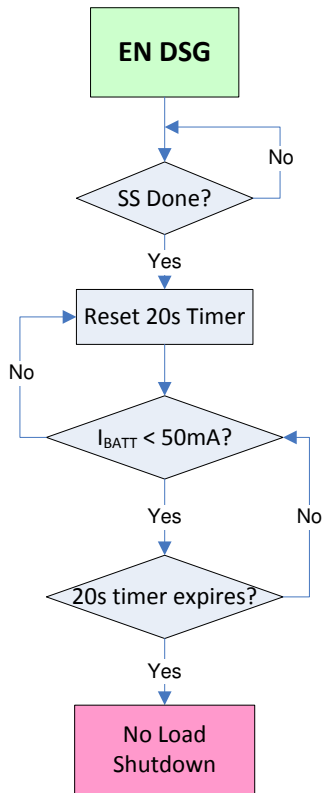 EN DSG
No
SS Done?
Yes
Reset 20s Timer
No
I_BATT < 50mA?
Yes
No
20s timer expires?
Yes
No Load
Shutdown